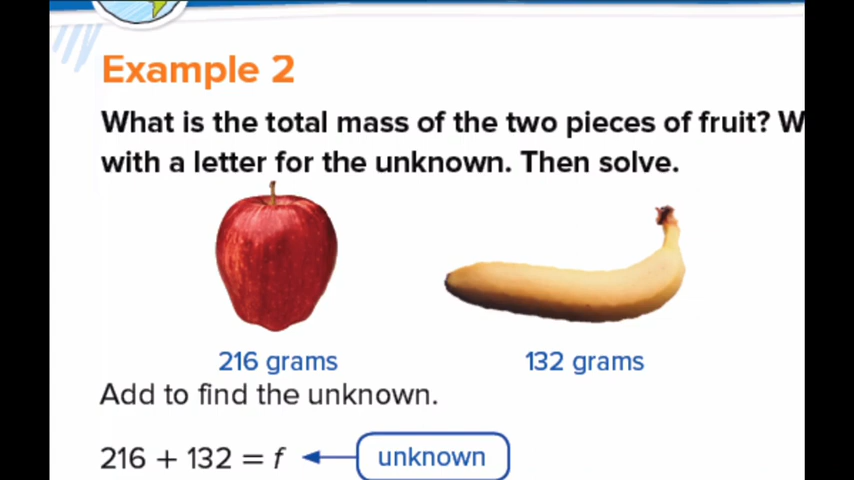 Example 2
What is the total mass of the two pieces of fruit? W
with a letter for the unknown. Then solve.
216 grams
132 grams
Add to find the unknown.
216 + 132 = f
unknown